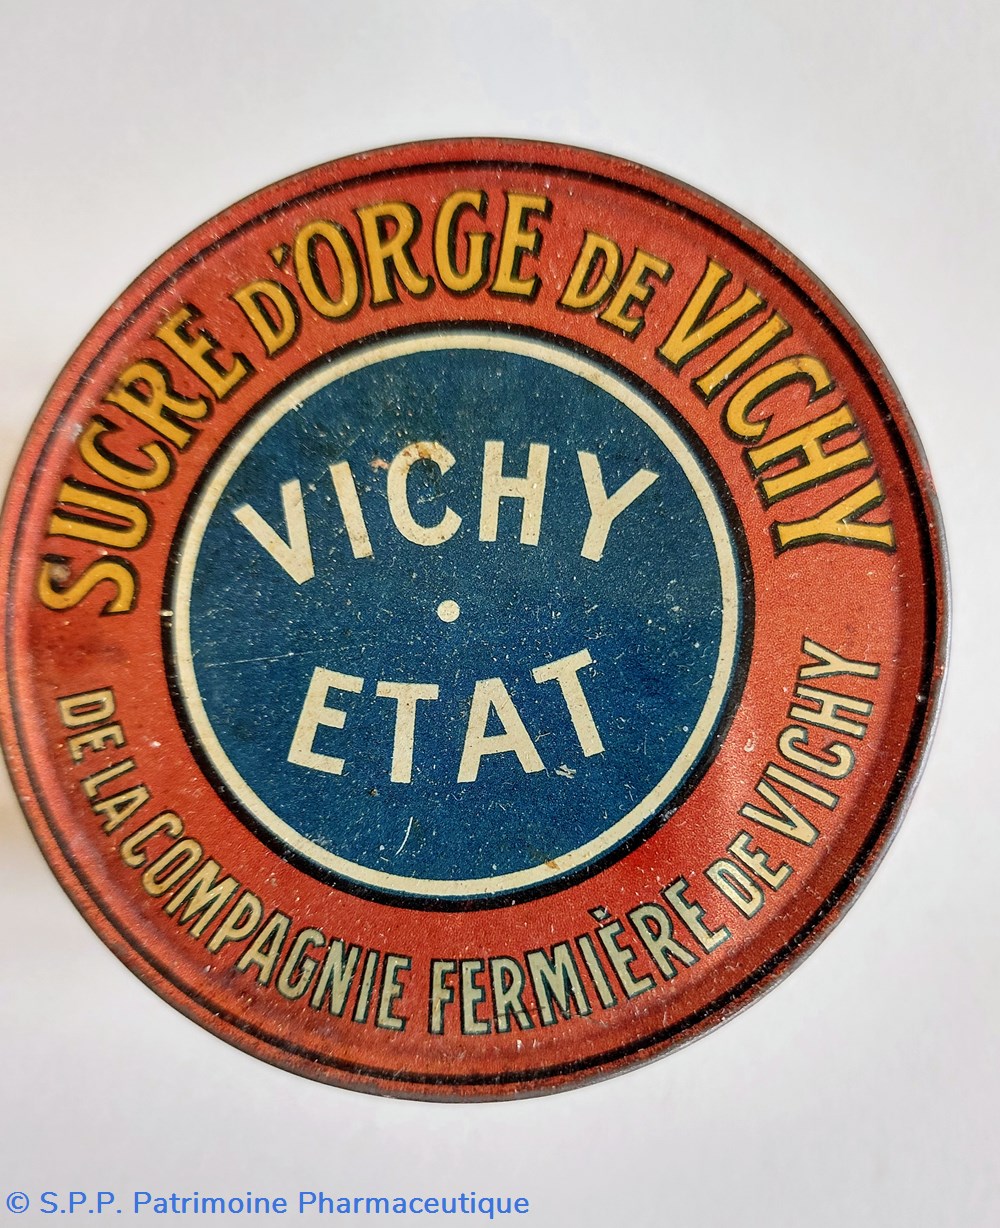 SUCRE D'ORGE DE VICHY
VICHY
ETAT
DE LA COMPAGNIE FERMIÈRE DE VICHY
© S.P.P. Patrimoine Pharmaceutique